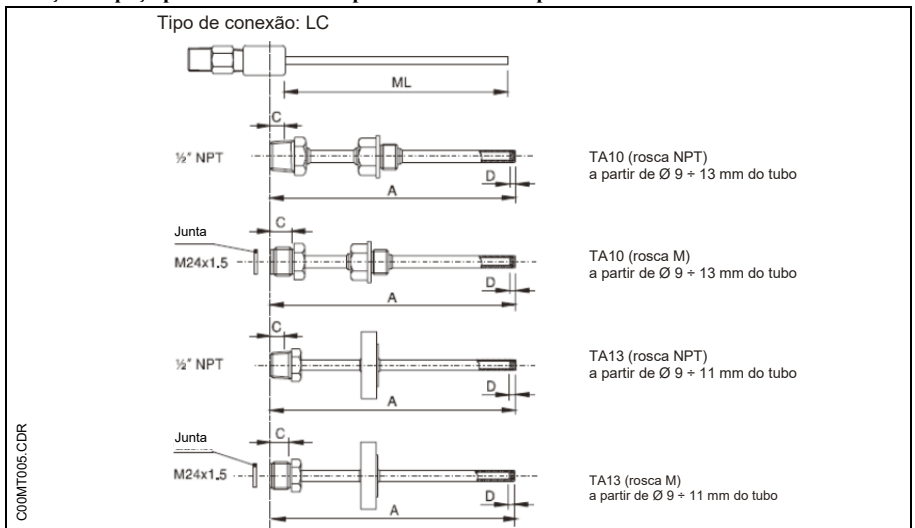 Tipo de conexão: LC
ML
C
½" NPT
D
A
TA10 (rosca NPT)
a partir de Ø 9 ÷ 13 mm do tubo
Junta
C
M24x1.5
D
A
TA10 (rosca M)
a partir de Ø 9 ÷ 13 mm do tubo
C
½" NPT
D
A
TA13 (rosca NPT)
a partir de Ø 9 ÷ 11 mm do tubo
Junta
C
M24x1.5
D
A
TA13 (rosca M)
a partir de Ø 9 ÷ 11 mm do tubo
C00MT005.CDR